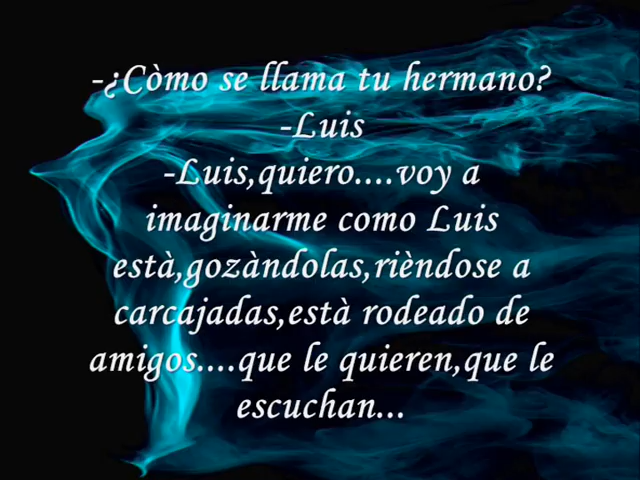 -¿Còmo se llama tu hermano?
-Luis
-Luis,quiero....voy a
imaginarme como Luis
està,gozàndolas,rièndose a
carcajadas,està rodeado de
amigos....que le quieren,que le
escuchan...